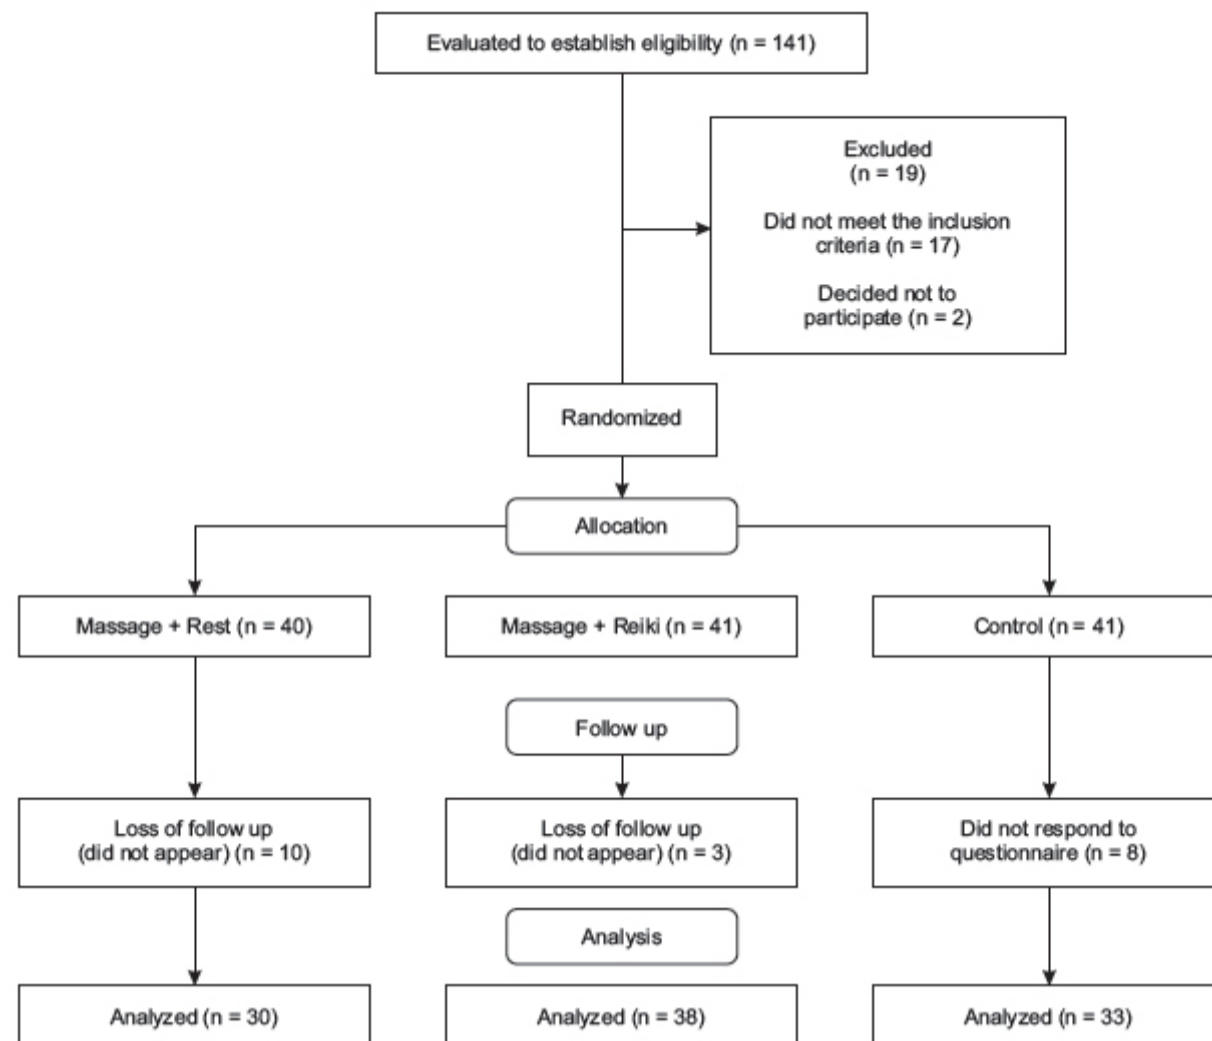 Evaluated to establish eligibility (n = 141)
Excluded
(n = 19)
Did not meet the inclusion
criteria (n = 17)
Decided not to
participate (n = 2)
Randomized
Allocation
Massage + Rest (n = 40)
Massage + Reiki (n = 41)
Control (n = 41)
Follow up
Loss of follow up
(did not appear) (n = 10)
Loss of follow up
(did not appear) (n = 3)
Did not respond to
questionnaire (n = 8)
Analysis
Analyzed (n = 30)
Analyzed (n = 38)
Analyzed (n = 33)